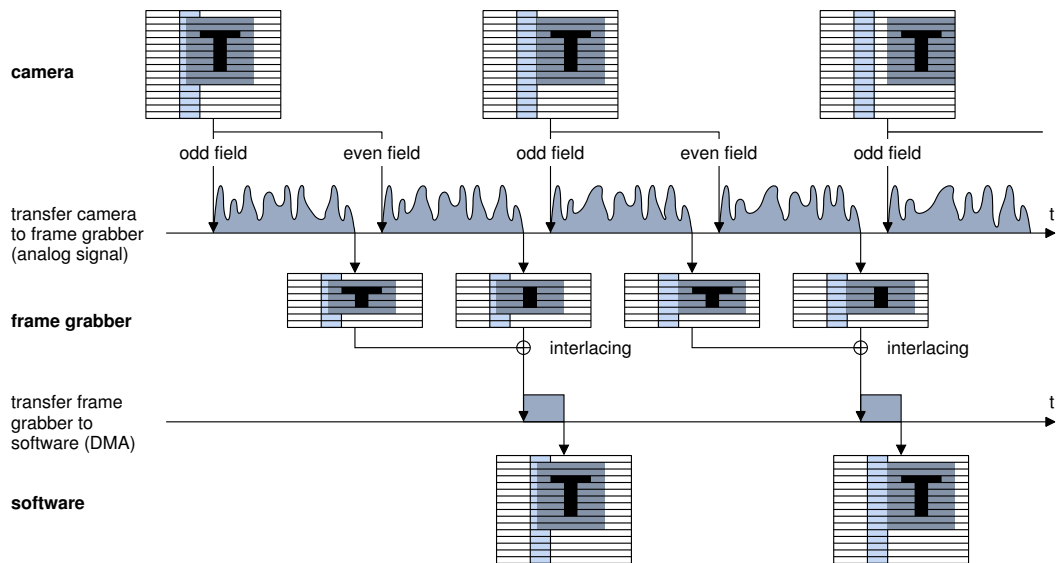 camera
odd field
even field
odd field
even field
odd field
transfer camera
to frame grabber
(analog signal)
t
frame grabber
interlacing
interlacing
transfer frame
grabber to
software (DMA)
t
software